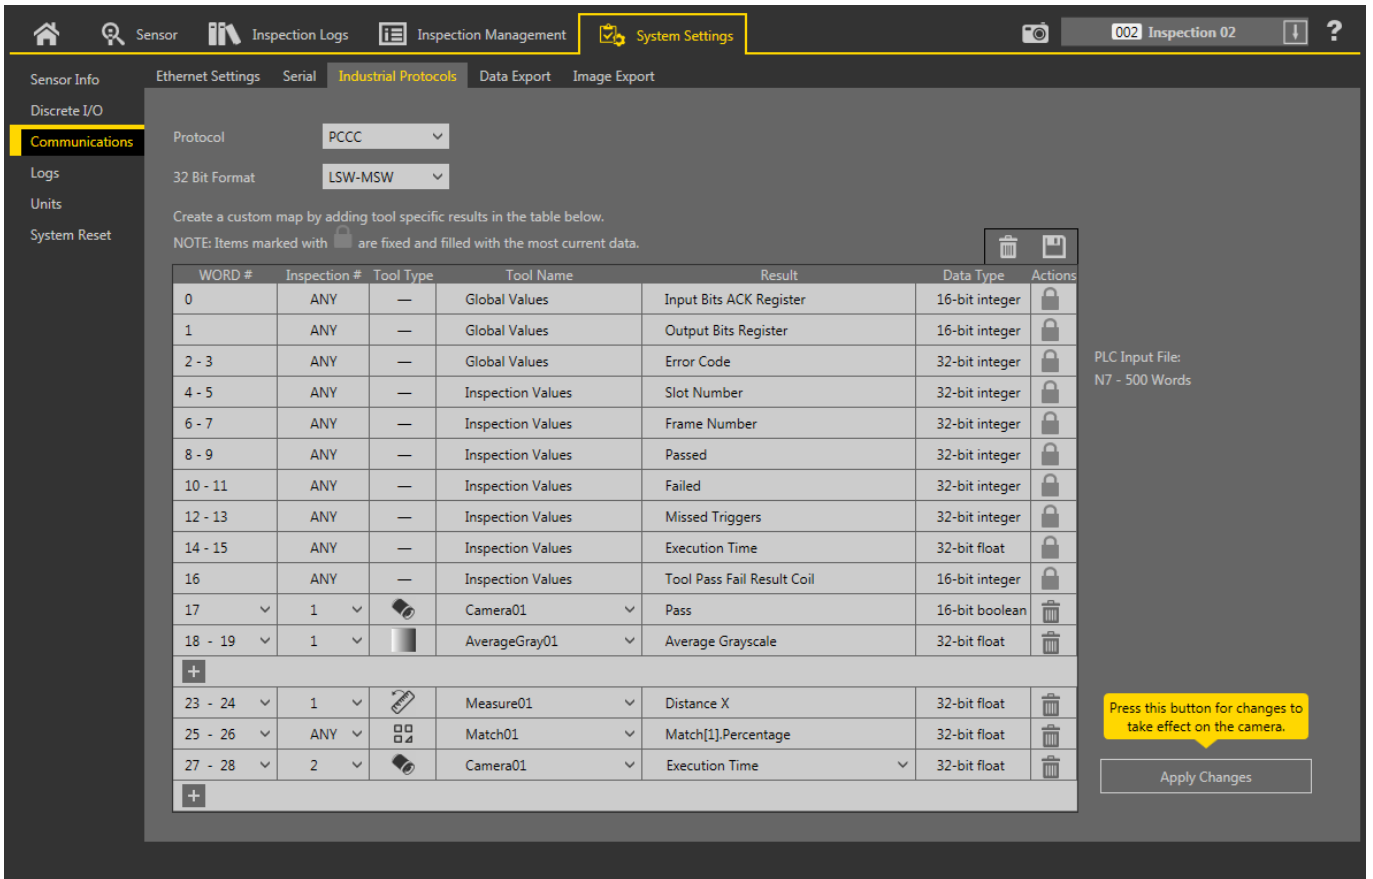 Sensor Inspection Logs Inspection Management System Settings 002 Inspection 02 ?
Sensor Info
Discrete I/O
Communications
Logs
Units
System Reset
Ethernet Settings Serial Industrial Protocols Data Export Image Export
Protocol PCCC
32 Bit Format LSW-MSW
Create a custom map by adding tool specific results in the table below.
NOTE: Items marked with are fixed and filled with the most current data.
WORD # Inspection # Tool Type Tool Name Result Data Type Actions
0 ANY — Global Values Input Bits ACK Register 16-bit integer
1 ANY — Global Values Output Bits Register 16-bit integer
2 - 3 ANY — Global Values Error Code 32-bit integer
4 - 5 ANY — Inspection Values Slot Number 32-bit integer
6 - 7 ANY — Inspection Values Frame Number 32-bit integer
8 - 9 ANY — Inspection Values Passed 32-bit integer
10 - 11 ANY — Inspection Values Failed 32-bit integer
12 - 13 ANY — Inspection Values Missed Triggers 32-bit integer
14 - 15 ANY — Inspection Values Execution Time 32-bit float
16 ANY — Inspection Values Tool Pass Fail Result Coil 16-bit integer
17 1 Camera01 Pass 16-bit boolean
18 - 19 1 AverageGray01 Average Grayscale 32-bit float
+
23 - 24 1 Measure01 Distance X 32-bit float
25 - 26 ANY Match01 Match[1].Percentage 32-bit float
27 - 28 2 Camera01 Execution Time 32-bit float
+
PLC Input File:
N7 - 500 Words
Press this button for changes to
take effect on the camera.
Apply Changes